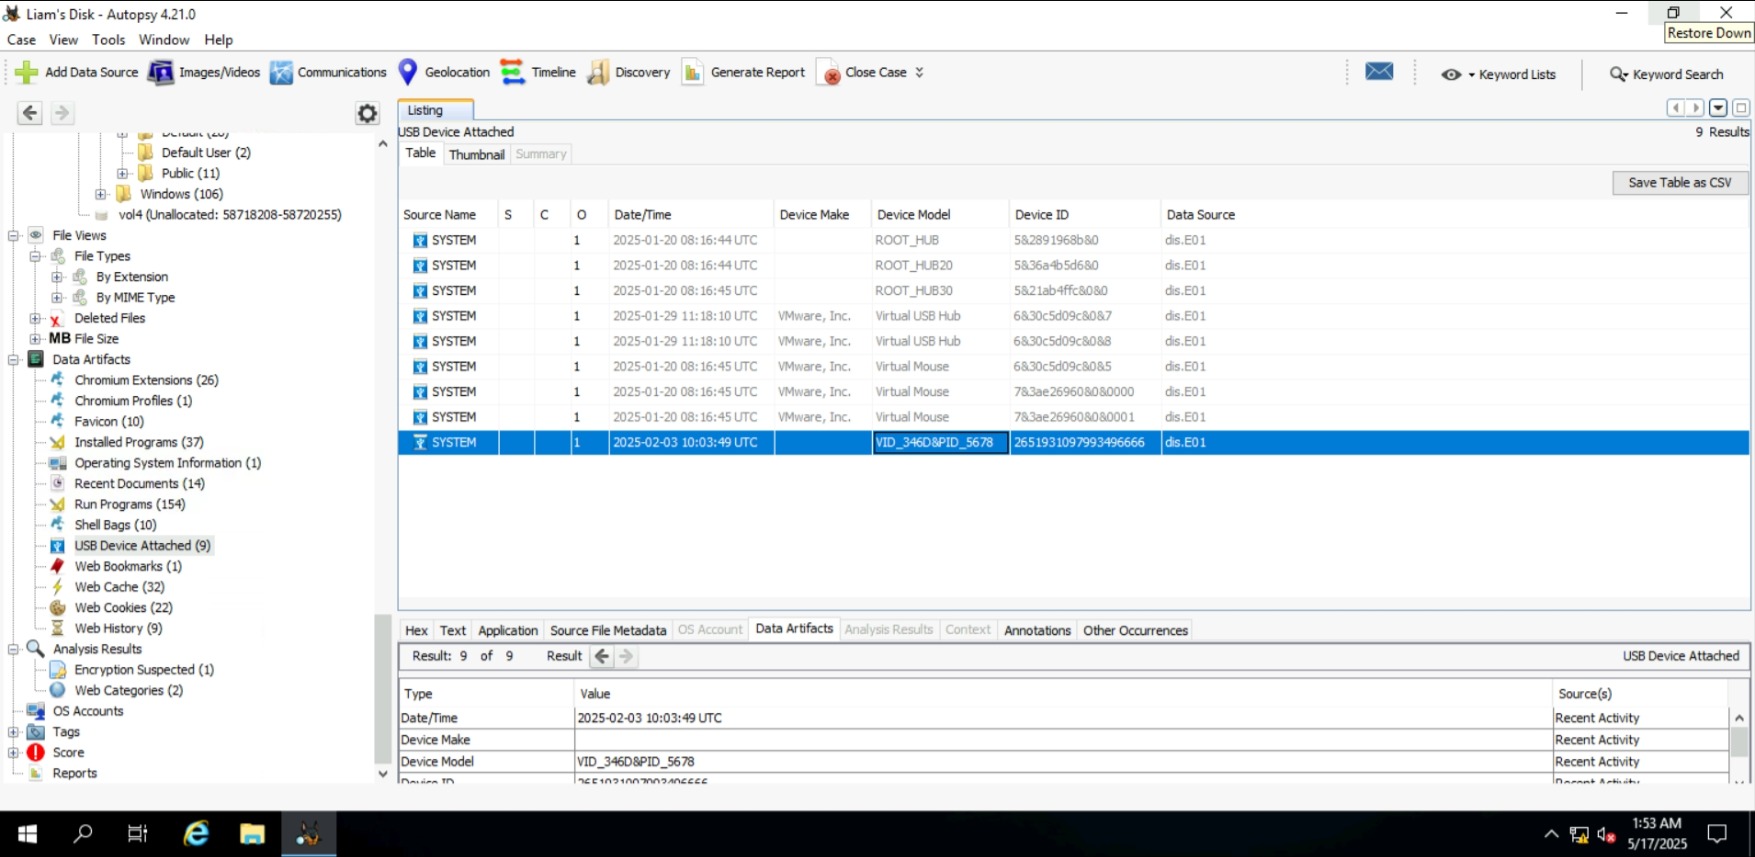 Liam's Disk - Autopsy 4.21.0
Restore Down
Case View Tools Window Help
Add Data Source Images/Videos Communications Geolocation Timeline Discovery Generate Report Close Case Keyword Lists Keyword Search
Default (26)
Default User (2)
Public (11)
Windows (106)
vol4 (Unallocated: 58718208-58720255)
File Views
File Types
By Extension
By MIME Type
Deleted Files
MB File Size
Data Artifacts
Chromium Extensions (26)
Chromium Profiles (1)
Favicon (10)
Installed Programs (37)
Operating System Information (1)
Recent Documents (14)
Run Programs (154)
Shell Bags (10)
USB Device Attached (9)
Web Bookmarks (1)
Web Cache (32)
Web Cookies (22)
Web History (9)
Analysis Results
Encryption Suspected (1)
Web Categories (2)
OS Accounts
Tags
Score
Reports
Listing
USB Device Attached 9 Results
Table Thumbnail Summary
Save Table as CSV
Source Name S C O Date/Time Device Make Device Model Device ID Data Source
SYSTEM 1 2025-01-20 08:16:44 UTC ROOT_HUB 5&2891968b&0 dis.E01
SYSTEM 1 2025-01-20 08:16:44 UTC ROOT_HUB20 5&36a4b5d6&0 dis.E01
SYSTEM 1 2025-01-20 08:16:45 UTC ROOT_HUB30 5&21ab4ffc&0&0 dis.E01
SYSTEM 1 2025-01-29 11:18:10 UTC VMware, Inc. Virtual USB Hub 6&30c5d09c&0&7 dis.E01
SYSTEM 1 2025-01-29 11:18:10 UTC VMware, Inc. Virtual USB Hub 6&30c5d09c&0&8 dis.E01
SYSTEM 1 2025-01-20 08:16:45 UTC VMware, Inc. Virtual Mouse 6&30c5d09c&0&5 dis.E01
SYSTEM 1 2025-01-20 08:16:45 UTC VMware, Inc. Virtual Mouse 7&3ae26960&0&0000 dis.E01
SYSTEM 1 2025-01-20 08:16:45 UTC VMware, Inc. Virtual Mouse 7&3ae26960&0&0001 dis.E01
SYSTEM 1 2025-02-03 10:03:49 UTC VID_346D&PID_5678 2651931097993496666 dis.E01
Hex Text Application Source File Metadata OS Account Data Artifacts Analysis Results Context Annotations Other Occurrences
Result: 9 of 9 Result USB Device Attached
Type Value Source(s)
Date/Time 2025-02-03 10:03:49 UTC Recent Activity
Device Make Recent Activity
Device Model VID_346D&PID_5678 Recent Activity
Device ID 2651931097993496666 Recent Activity
1:53 AM
5/17/2025